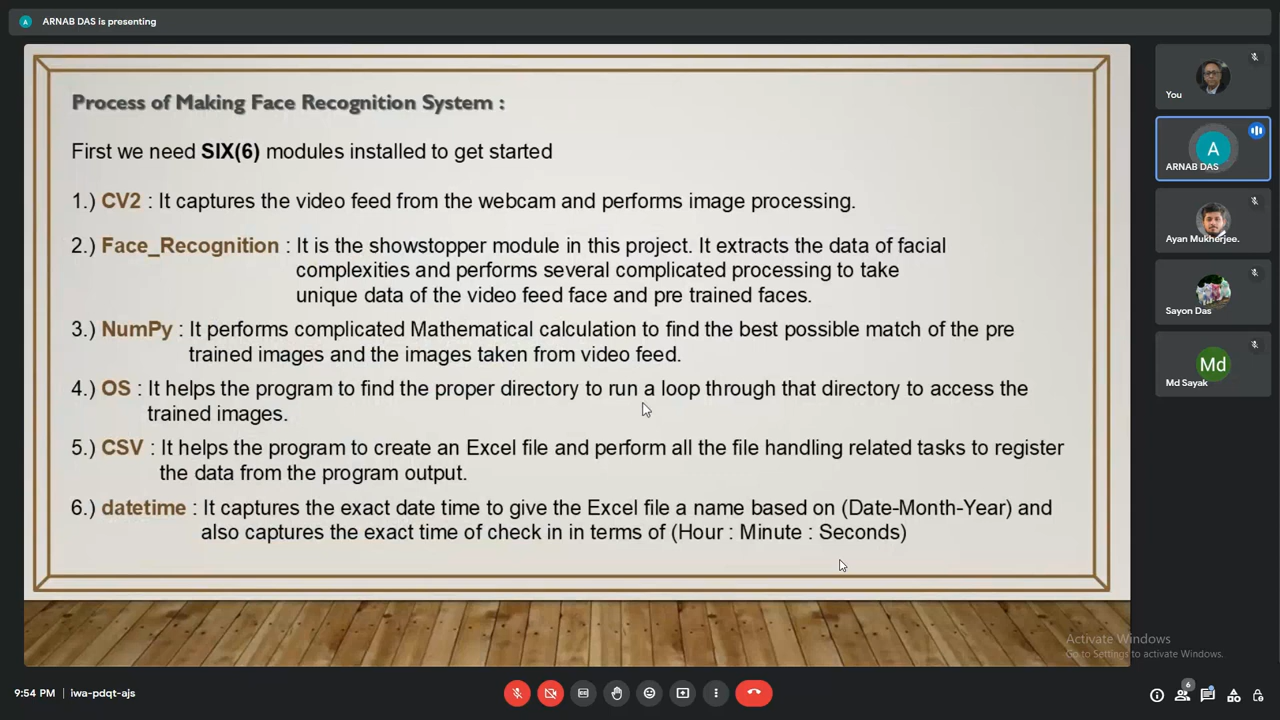 A ARNAB DAS is presenting
Process of Making Face Recognition System :
First we need SIX(6) modules installed to get started
1.) CV2 : It captures the video feed from the webcam and performs image processing.
2.) Face_Recognition : It is the showstopper module in this project. It extracts the data of facial
complexities and performs several complicated processing to take
unique data of the video feed face and pre trained faces.
3.) NumPy : It performs complicated Mathematical calculation to find the best possible match of the pre
trained images and the images taken from video feed.
4.) OS : It helps the program to find the proper directory to run a loop through that directory to access the
trained images.
5.) CSV : It helps the program to create an Excel file and perform all the file handling related tasks to register
the data from the program output.
6.) datetime : It captures the exact date time to give the Excel file a name based on (Date-Month-Year) and
also captures the exact time of check in in terms of (Hour : Minute : Seconds)
You
A
ARNAB DAS
Ayan Mukherjee.
Sayon Das
Md
Md Sayak
Activate Windows
Go to Settings to activate Windows.
9:54 PM | iwa-pdqt-ajs
6